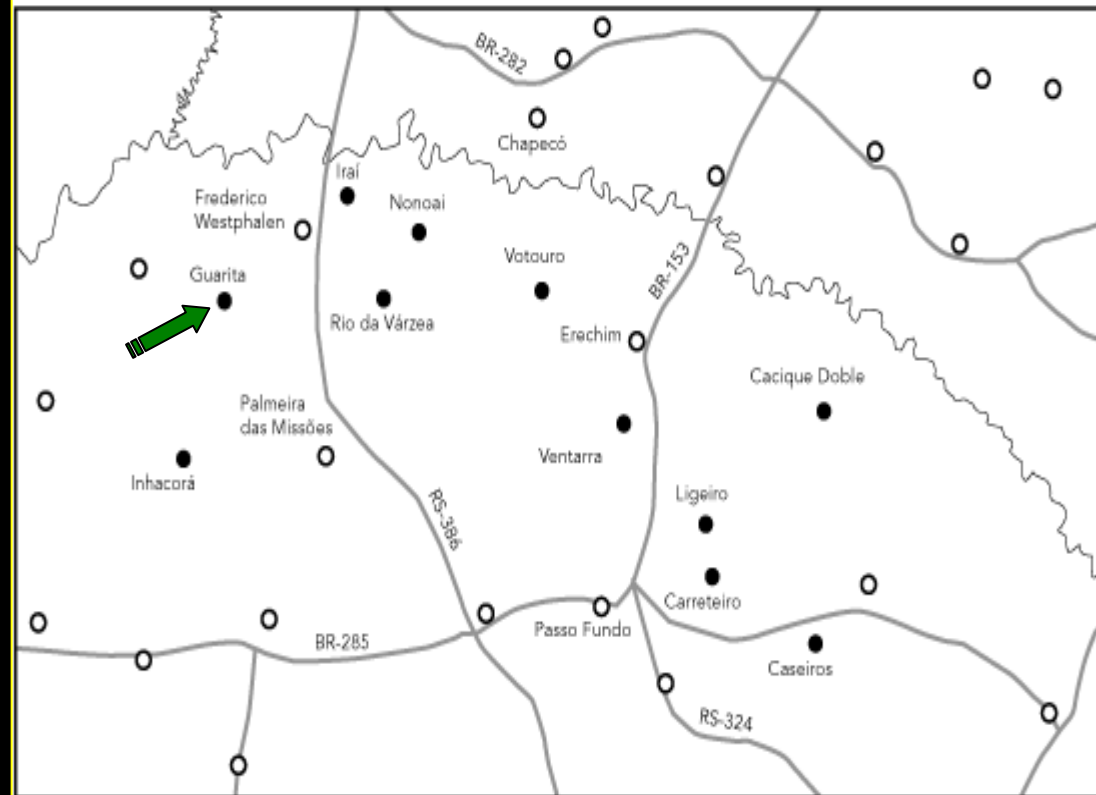 BR-282
Chapecó
Iraí
Frederico
Westphalen
Nonoai
Votouro
BR-153
Guarita
Rio da Várzea
Erechim
Cacique Doble
Palmeira
das Missões
Ventarra
Inhacorá
Ligeiro
RS-386
Carreteiro
Passo Fundo
BR-285
Caseiros
RS-324